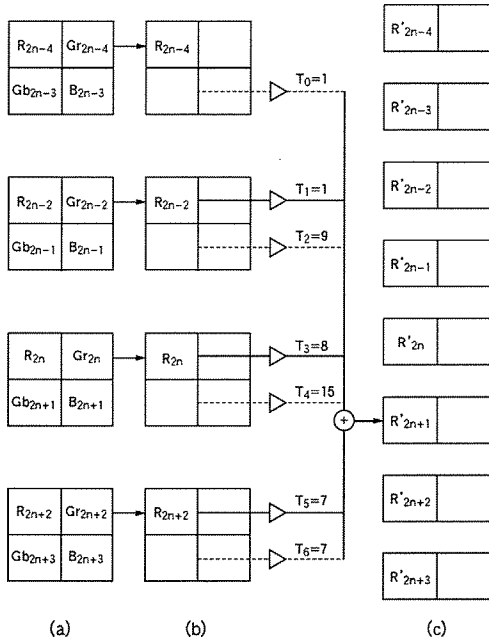 R2n−4 Gr2n−4 R2n−4 R'2n−4
Gb2n−3 B2n−3 T0=1
R'2n−3
R2n−2 Gr2n−2 R2n−2 T1=1 R'2n−2
Gb2n−1 B2n−1 T2=9
R'2n−1
R2n Gr2n R2n T3=8 R'2n
Gb2n+1 B2n+1 T4=15
+ R'2n+1
R2n+2 Gr2n+2 R2n+2 T5=7 R'2n+2
Gb2n+3 B2n+3 T6=7
R'2n+3
(a) (b) (c)